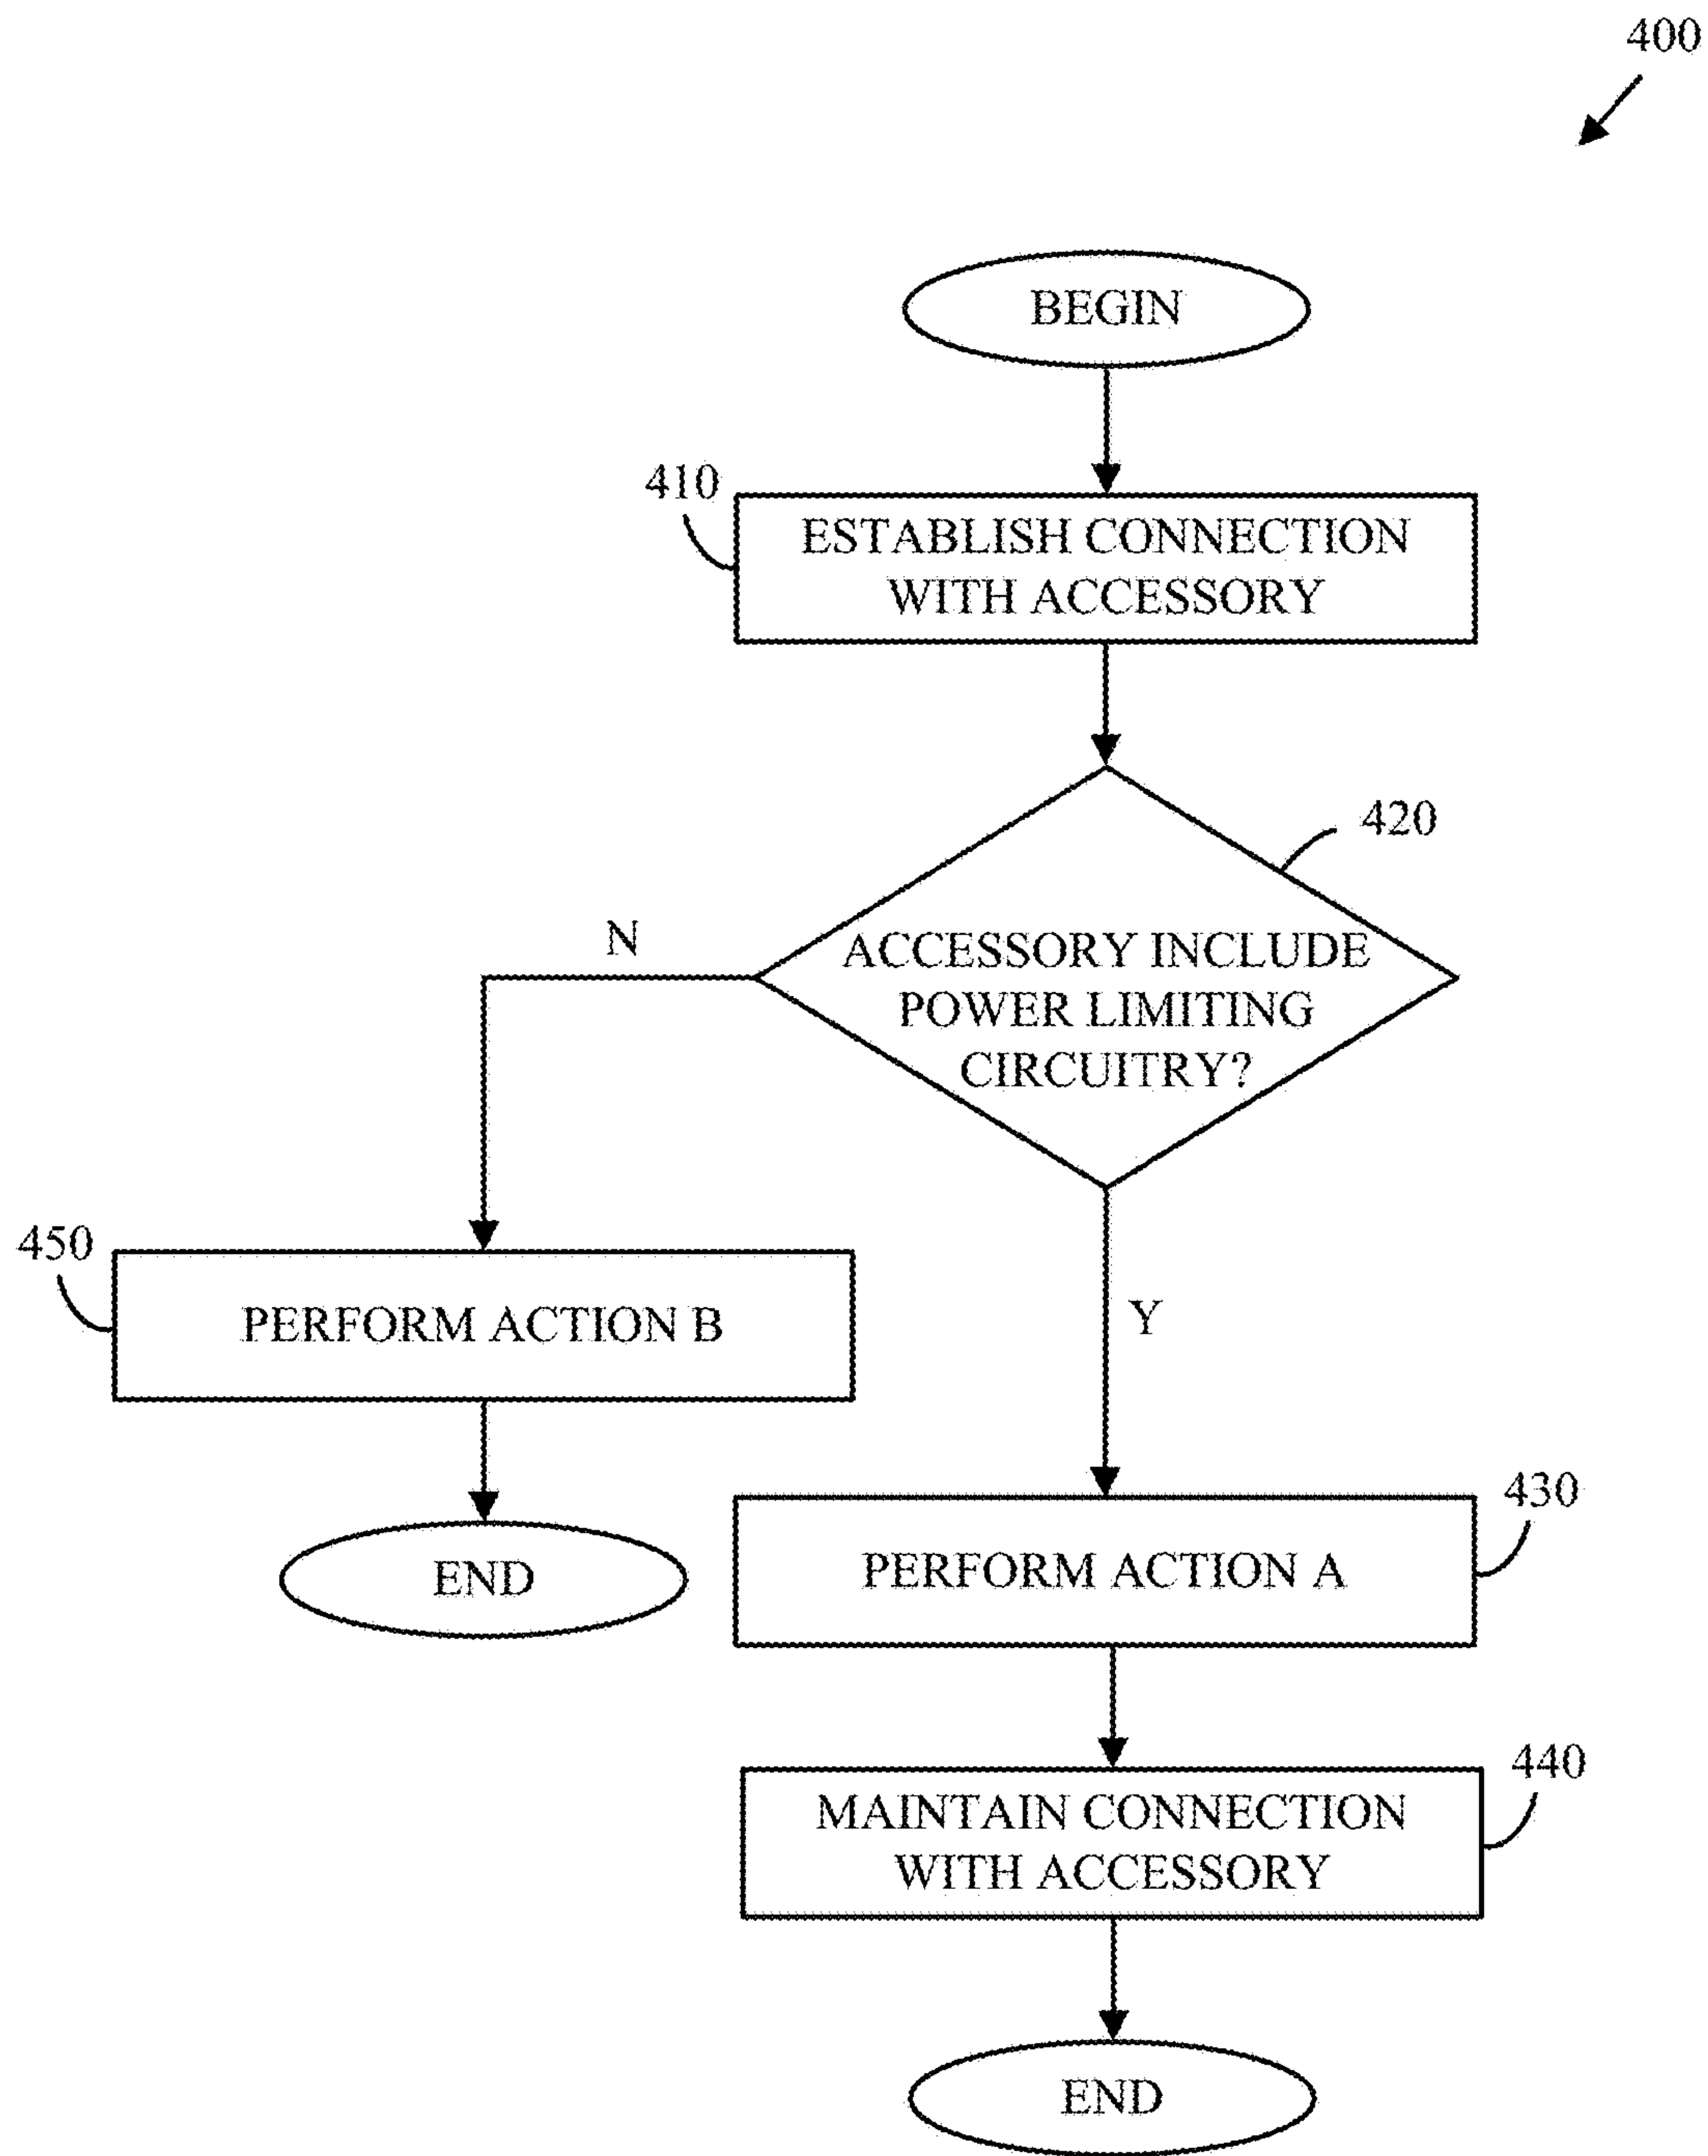 400
BEGIN
410
ESTABLISH CONNECTION
WITH ACCESSORY
420
N
ACCESSORY INCLUDE
POWER LIMITING
CIRCUITRY?
450
PERFORM ACTION B
Y
END
430
PERFORM ACTION A
440
MAINTAIN CONNECTION
WITH ACCESSORY
END